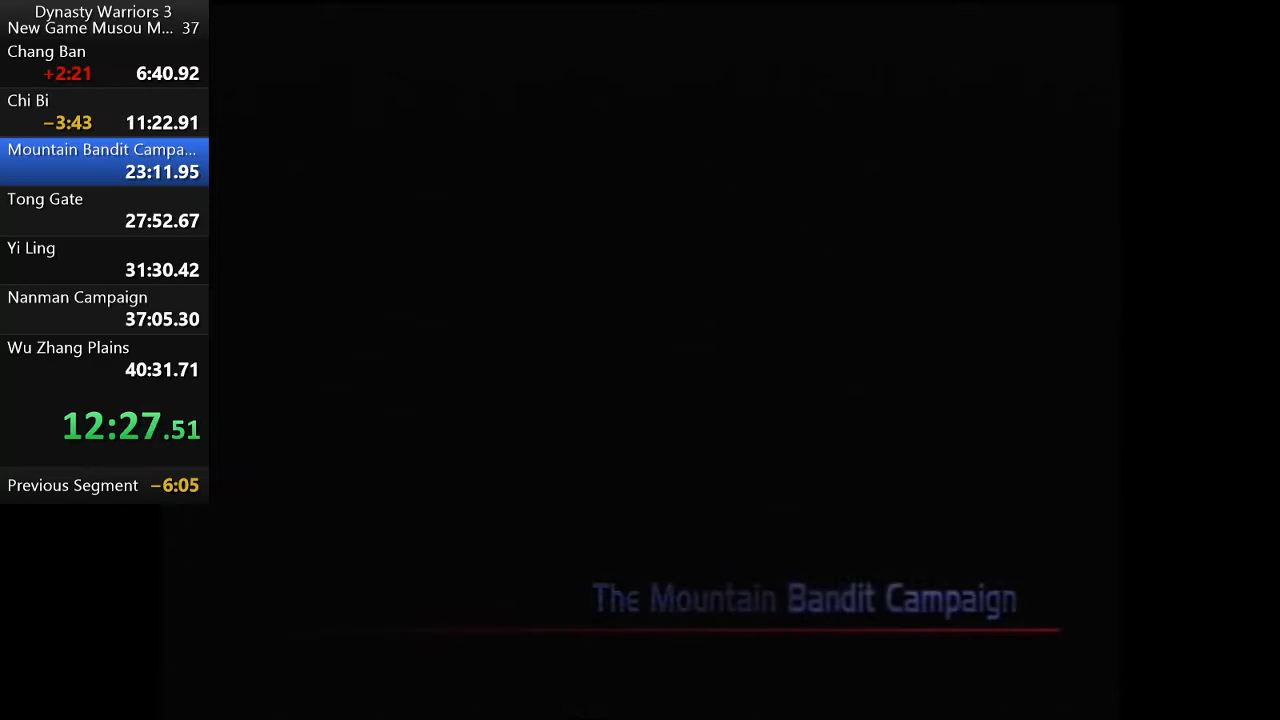 Dynasty Warriors 3
New Game Musou M... 37
Chang Ban
+2:21 6:40.92
Chi Bi
−3:43 11:22.91
Mountain Bandit Campa...
23:11.95
Tong Gate
27:52.67
Yi Ling
31:30.42
Nanman Campaign
37:05.30
Wu Zhang Plains
40:31.71
12:27.51
Previous Segment −6:05
The Mountain Bandit Campaign